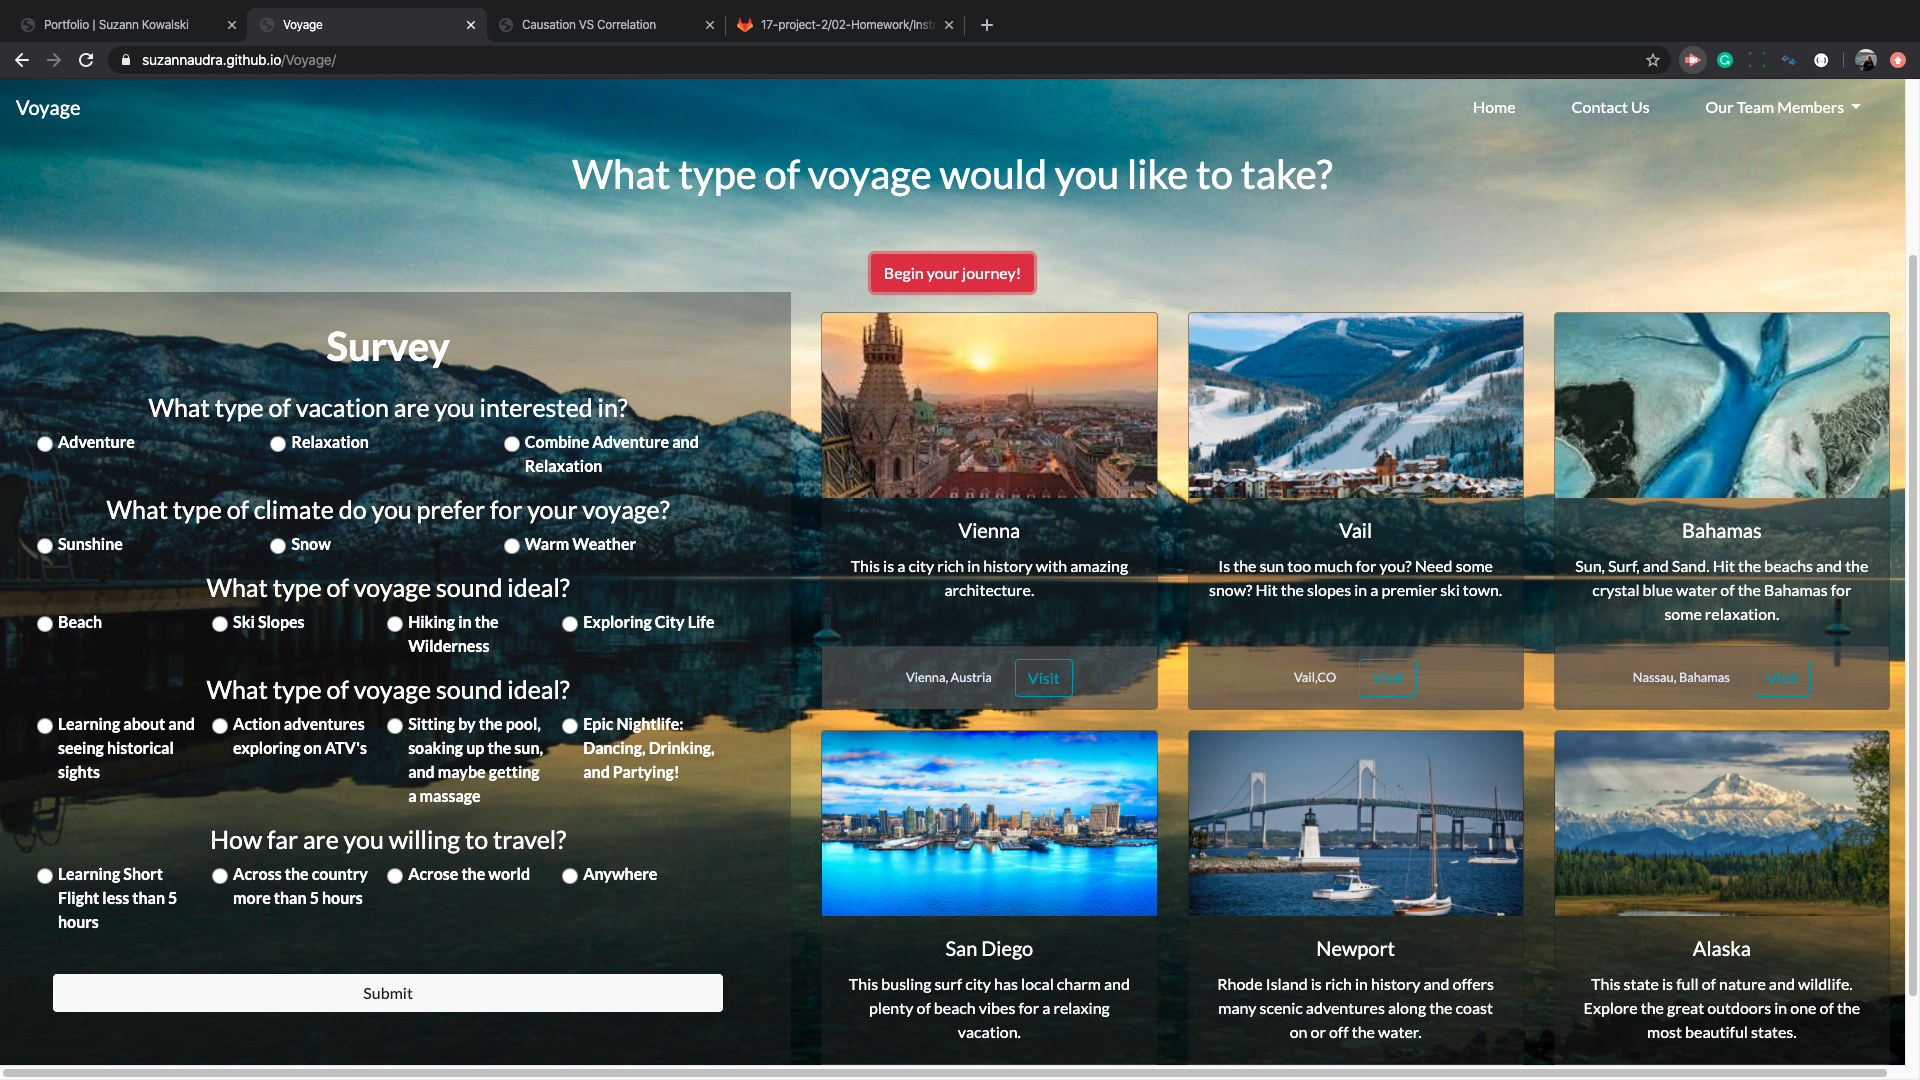 Portfolio | Suzann Kowalski
Voyage
Causation VS Correlation
17-project-2/02-Homework/Inst
suzannaudra.github.io/Voyage/
Voyage
Home
Contact Us
Our Team Members
What type of voyage would you like to take?
Begin your journey!
Survey
What type of vacation are you interested in?
Adventure
Relaxation
Combine Adventure and
Relaxation
What type of climate do you prefer for your voyage?
Sunshine
Snow
Warm Weather
What type of voyage sound ideal?
Beach
Ski Slopes
Hiking in the
Wilderness
Exploring City Life
What type of voyage sound ideal?
Learning about and
seeing historical
sights
Action adventures
exploring on ATV's
Sitting by the pool,
soaking up the sun,
and maybe getting
a massage
Epic Nightlife:
Dancing, Drinking,
and Partying!
How far are you willing to travel?
Learning Short
Flight less than 5
hours
Across the country
more than 5 hours
Acrose the world
Anywhere
Submit
Vienna
This is a city rich in history with amazing
architecture.
Vienna, Austria
Visit
Vail
Is the sun too much for you? Need some
snow? Hit the slopes in a premier ski town.
Vail,CO
Visit
Bahamas
Sun, Surf, and Sand. Hit the beachs and the
crystal blue water of the Bahamas for
some relaxation.
Nassau, Bahamas
Visit
San Diego
This busling surf city has local charm and
plenty of beach vibes for a relaxing
vacation.
Newport
Rhode Island is rich in history and offers
many scenic adventures along the coast
on or off the water.
Alaska
This state is full of nature and wildlife.
Explore the great outdoors in one of the
most beautiful states.